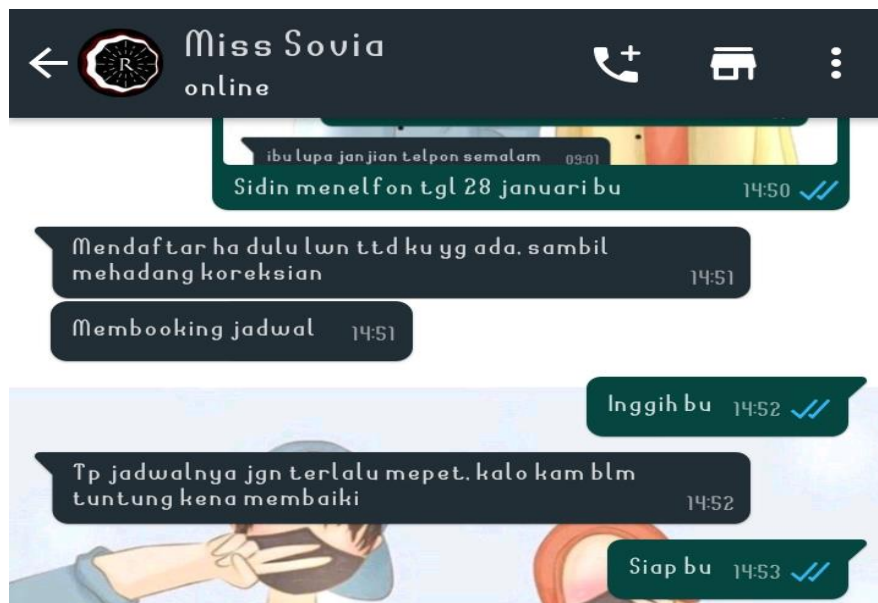 Miss Sovia
online
R
ibu lupa janjian telpon semalam 09:01
Sidin menelfon tgl 28 januari bu 14:50
Mendaftar ha dulu lwn ttd ku yg ada, sambil
mehadang koreksian 14:51
Membooking jadwal 14:51
Inggih bu 14:52
Tp jadwalnya jgn terlalu mepet, kalo kam blm
tuntung kena membaiki 14:52
Siap bu 14:53